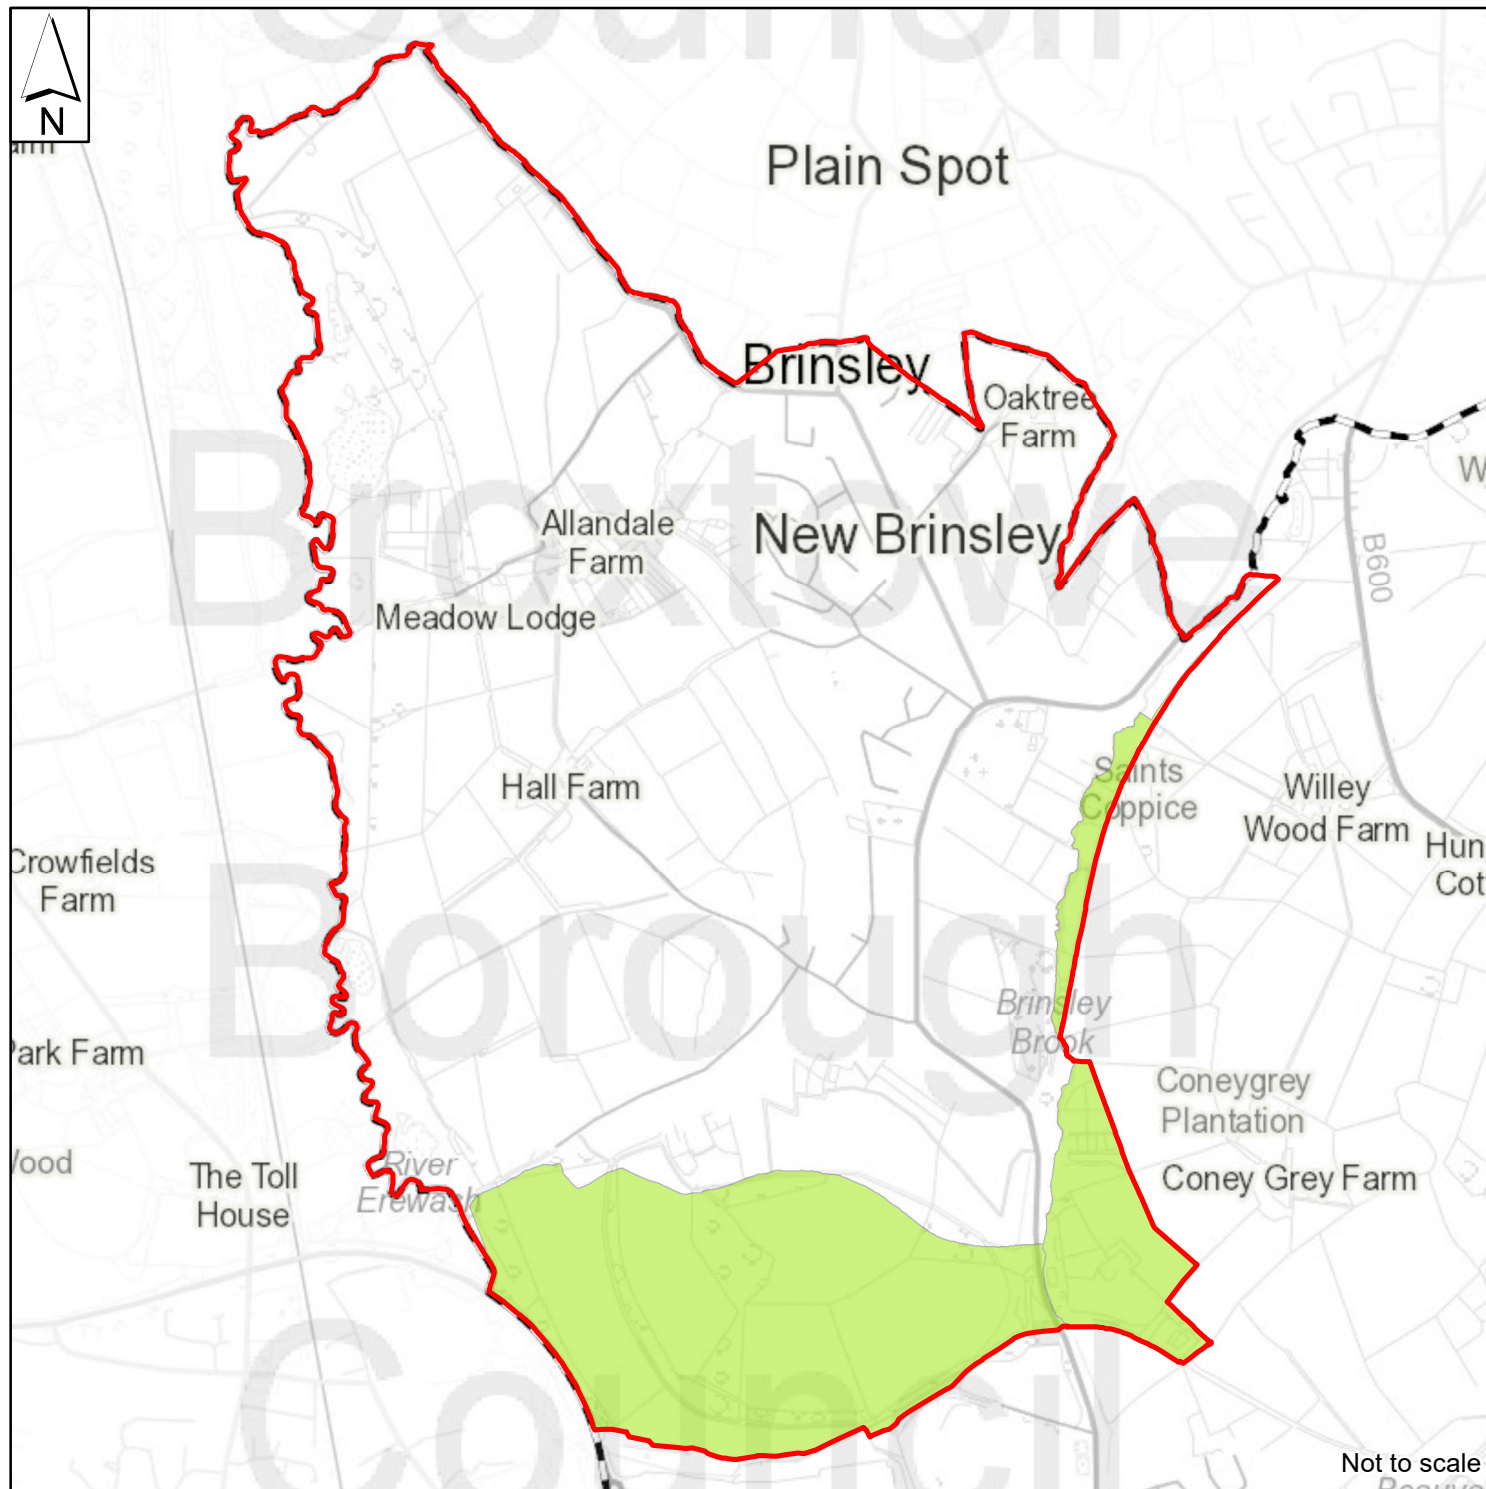 Council
N
Plain Spot
Brinsley
Oaktree
Farm
Allandale
Farm
New Brinsley
B600
Broxtowe
Meadow Lodge
Hall Farm
Saints
Coppice
Willey
Wood Farm
Crowfields
Farm
Borough
Brinsley
Brook
Park Farm
Coneygrey
Plantation
The Toll
House
River
Erewash
Coney Grey Farm
Council
Not to scale